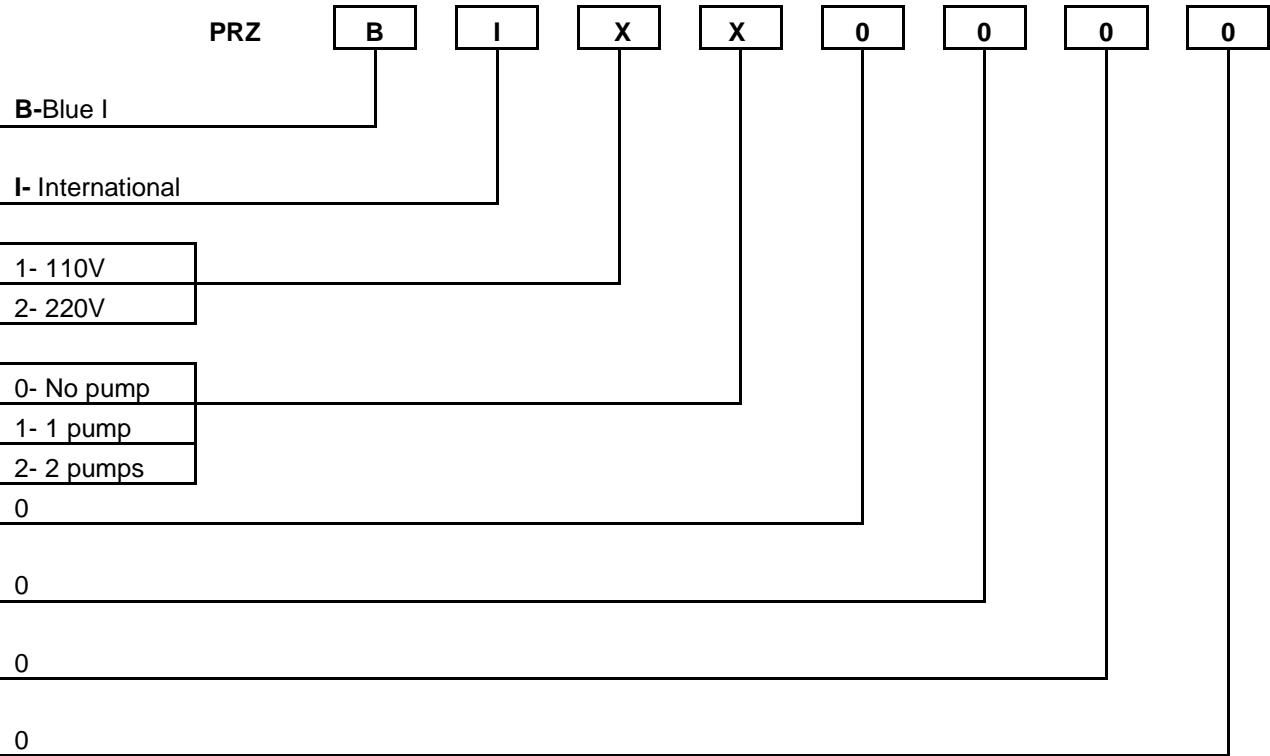 PRZ B I X X 0 0 0 0
B-Blue I
I- International
1- 110V
2- 220V
0- No pump
1- 1 pump
2- 2 pumps
0
0
0
0